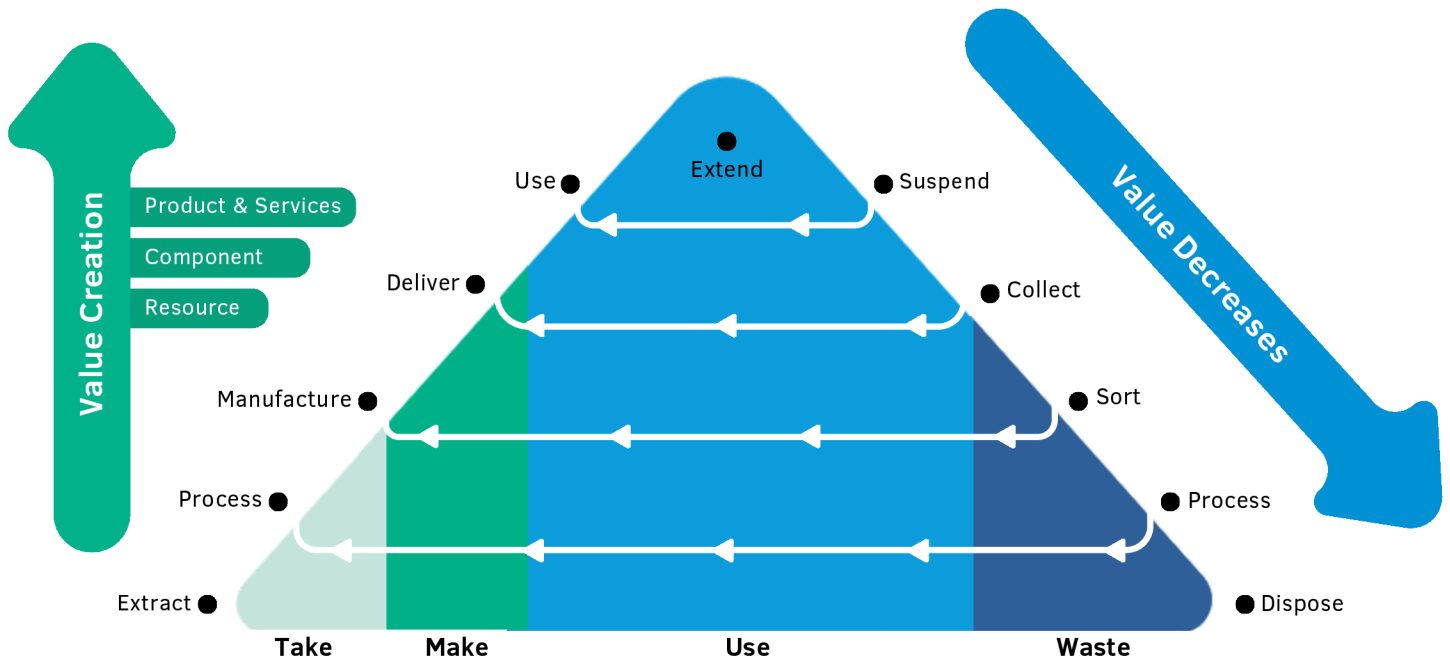 Value Creation
Product & Services
Component
Resource
Extend
Use
Suspend
Deliver
Collect
Manufacture
Sort
Process
Process
Extract
Dispose
Take
Make
Use
Waste
Value Decreases